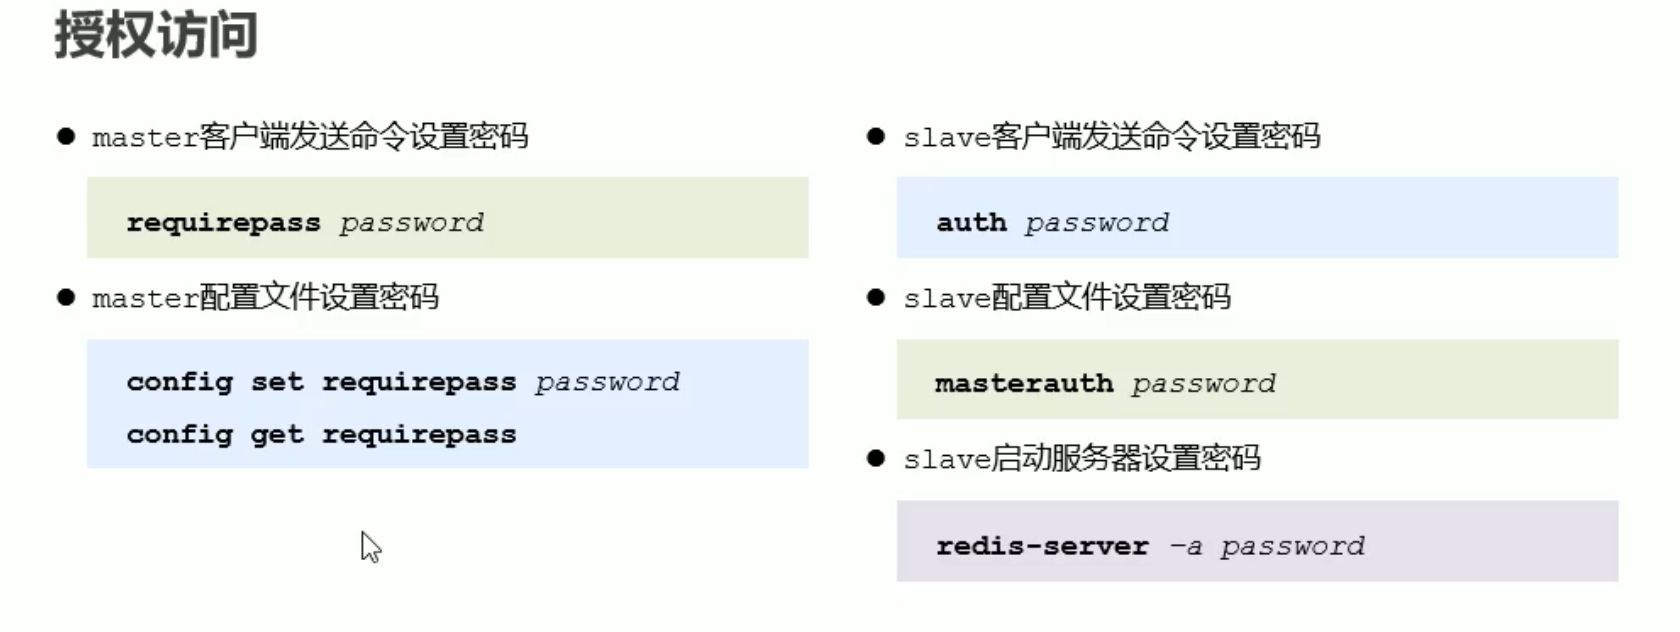 授权访问
● master客户端发送命令设置密码
requirepass password
● master配置文件设置密码
config set requirepass password
config get requirepass
● slave客户端发送命令设置密码
auth password
● slave配置文件设置密码
masterauth password
● slave启动服务器设置密码
redis-server –a password